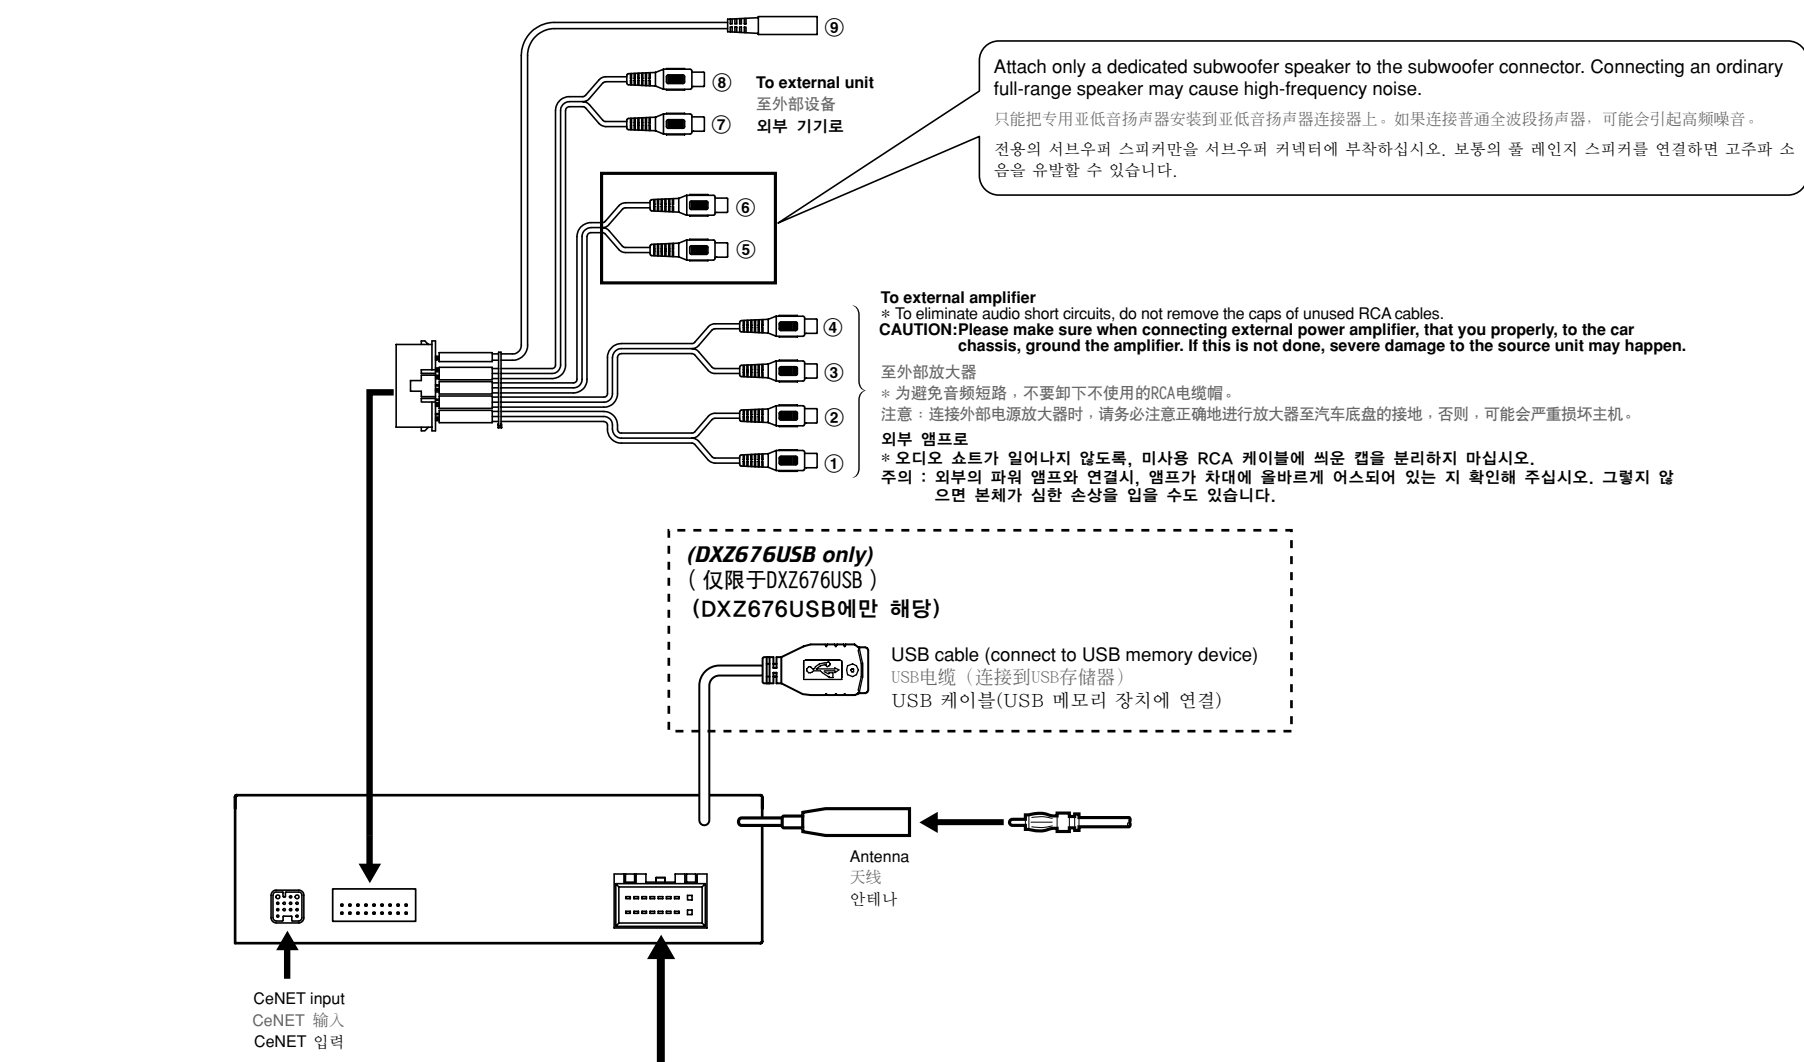 ⑨
⑧
To external unit
至外部设备
⑦
外部 기기로
Attach only a dedicated subwoofer speaker to the subwoofer connector. Connecting an ordinary
full-range speaker may cause high-frequency noise.
只能把专用亚低音扬声器安装到亚低音扬声器连接器上。如果连接普通全波段扬声器，可能会引起高频噪音。
전용의 서브우퍼 스피커만을 서브우퍼 커넥터에 부착하십시오. 보통의 풀 레인지 스피커를 연결하면 고주파 소
음을 유발할 수 있습니다.
⑥
⑤
④
③
②
①
To external amplifier
* To eliminate audio short circuits, do not remove the caps of unused RCA cables.
CAUTION:Please make sure when connecting external power amplifier, that you properly, to the car
chassis, ground the amplifier. If this is not done, severe damage to the source unit may happen.
至外部放大器
* 为避免音频短路，不要卸下不使用的RCA电缆帽。
注意：连接外部电源放大器时，请务必注意正确地进行放大器至汽车底盘的接地，否则，可能会严重损坏主机。
외부 앰프로
* 오디오 쇼트가 일어나지 않도록, 미사용 RCA 케이블에 씌운 캡을 분리하지 마십시오.
주의 : 외부의 파워 앰프와 연결시, 앰프가 차대에 올바르게 어스되어 있는 지 확인해 주십시오. 그렇지 않
으면 본체가 심한 손상을 입을 수도 있습니다.
(DXZ676USB only)
（仅限于DXZ676USB）
(DXZ676USB에만 해당)
USB cable (connect to USB memory device)
USB电缆（连接到USB存储器）
USB 케이블(USB 메모리 장치에 연결)
Antenna
天线
안테나
CeNET input
CeNET 输入
CeNET 입력